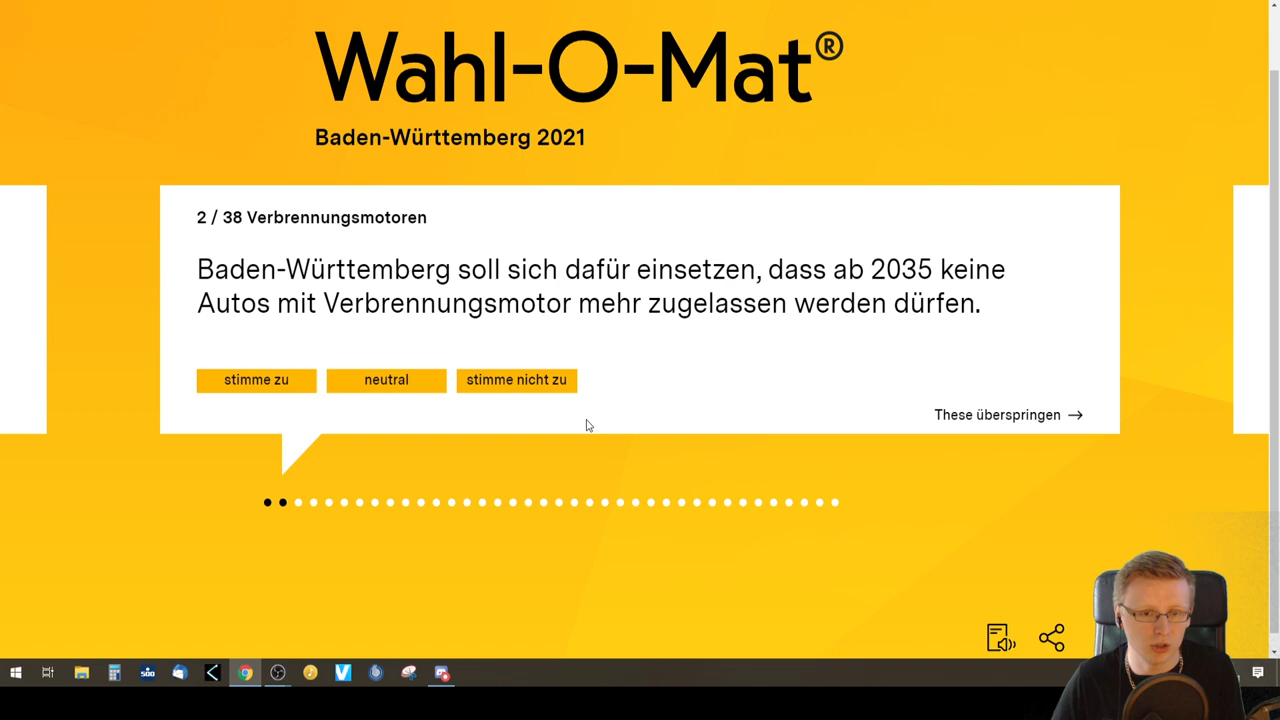 Wahl-O-Mat®
Baden-Württemberg 2021
2 / 38 Verbrennungsmotoren
Baden-Württemberg soll sich dafür einsetzen, dass ab 2035 keine
Autos mit Verbrennungsmotor mehr zugelassen werden dürfen.
stimme zu neutral stimme nicht zu
These überspringen →
500
V